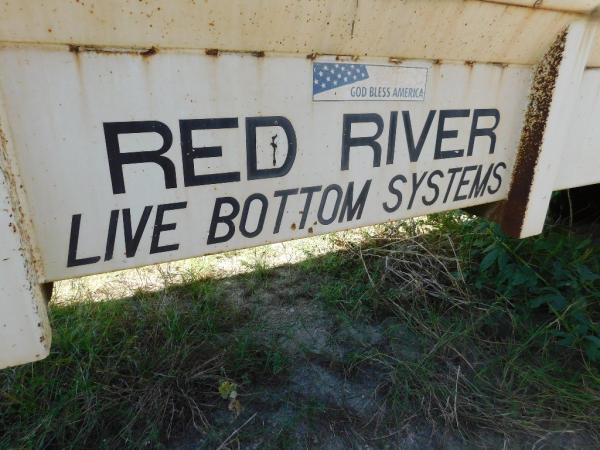 GOD BLESS AMERICA
RED RIVER
LIVE BOTTOM SYSTEMS